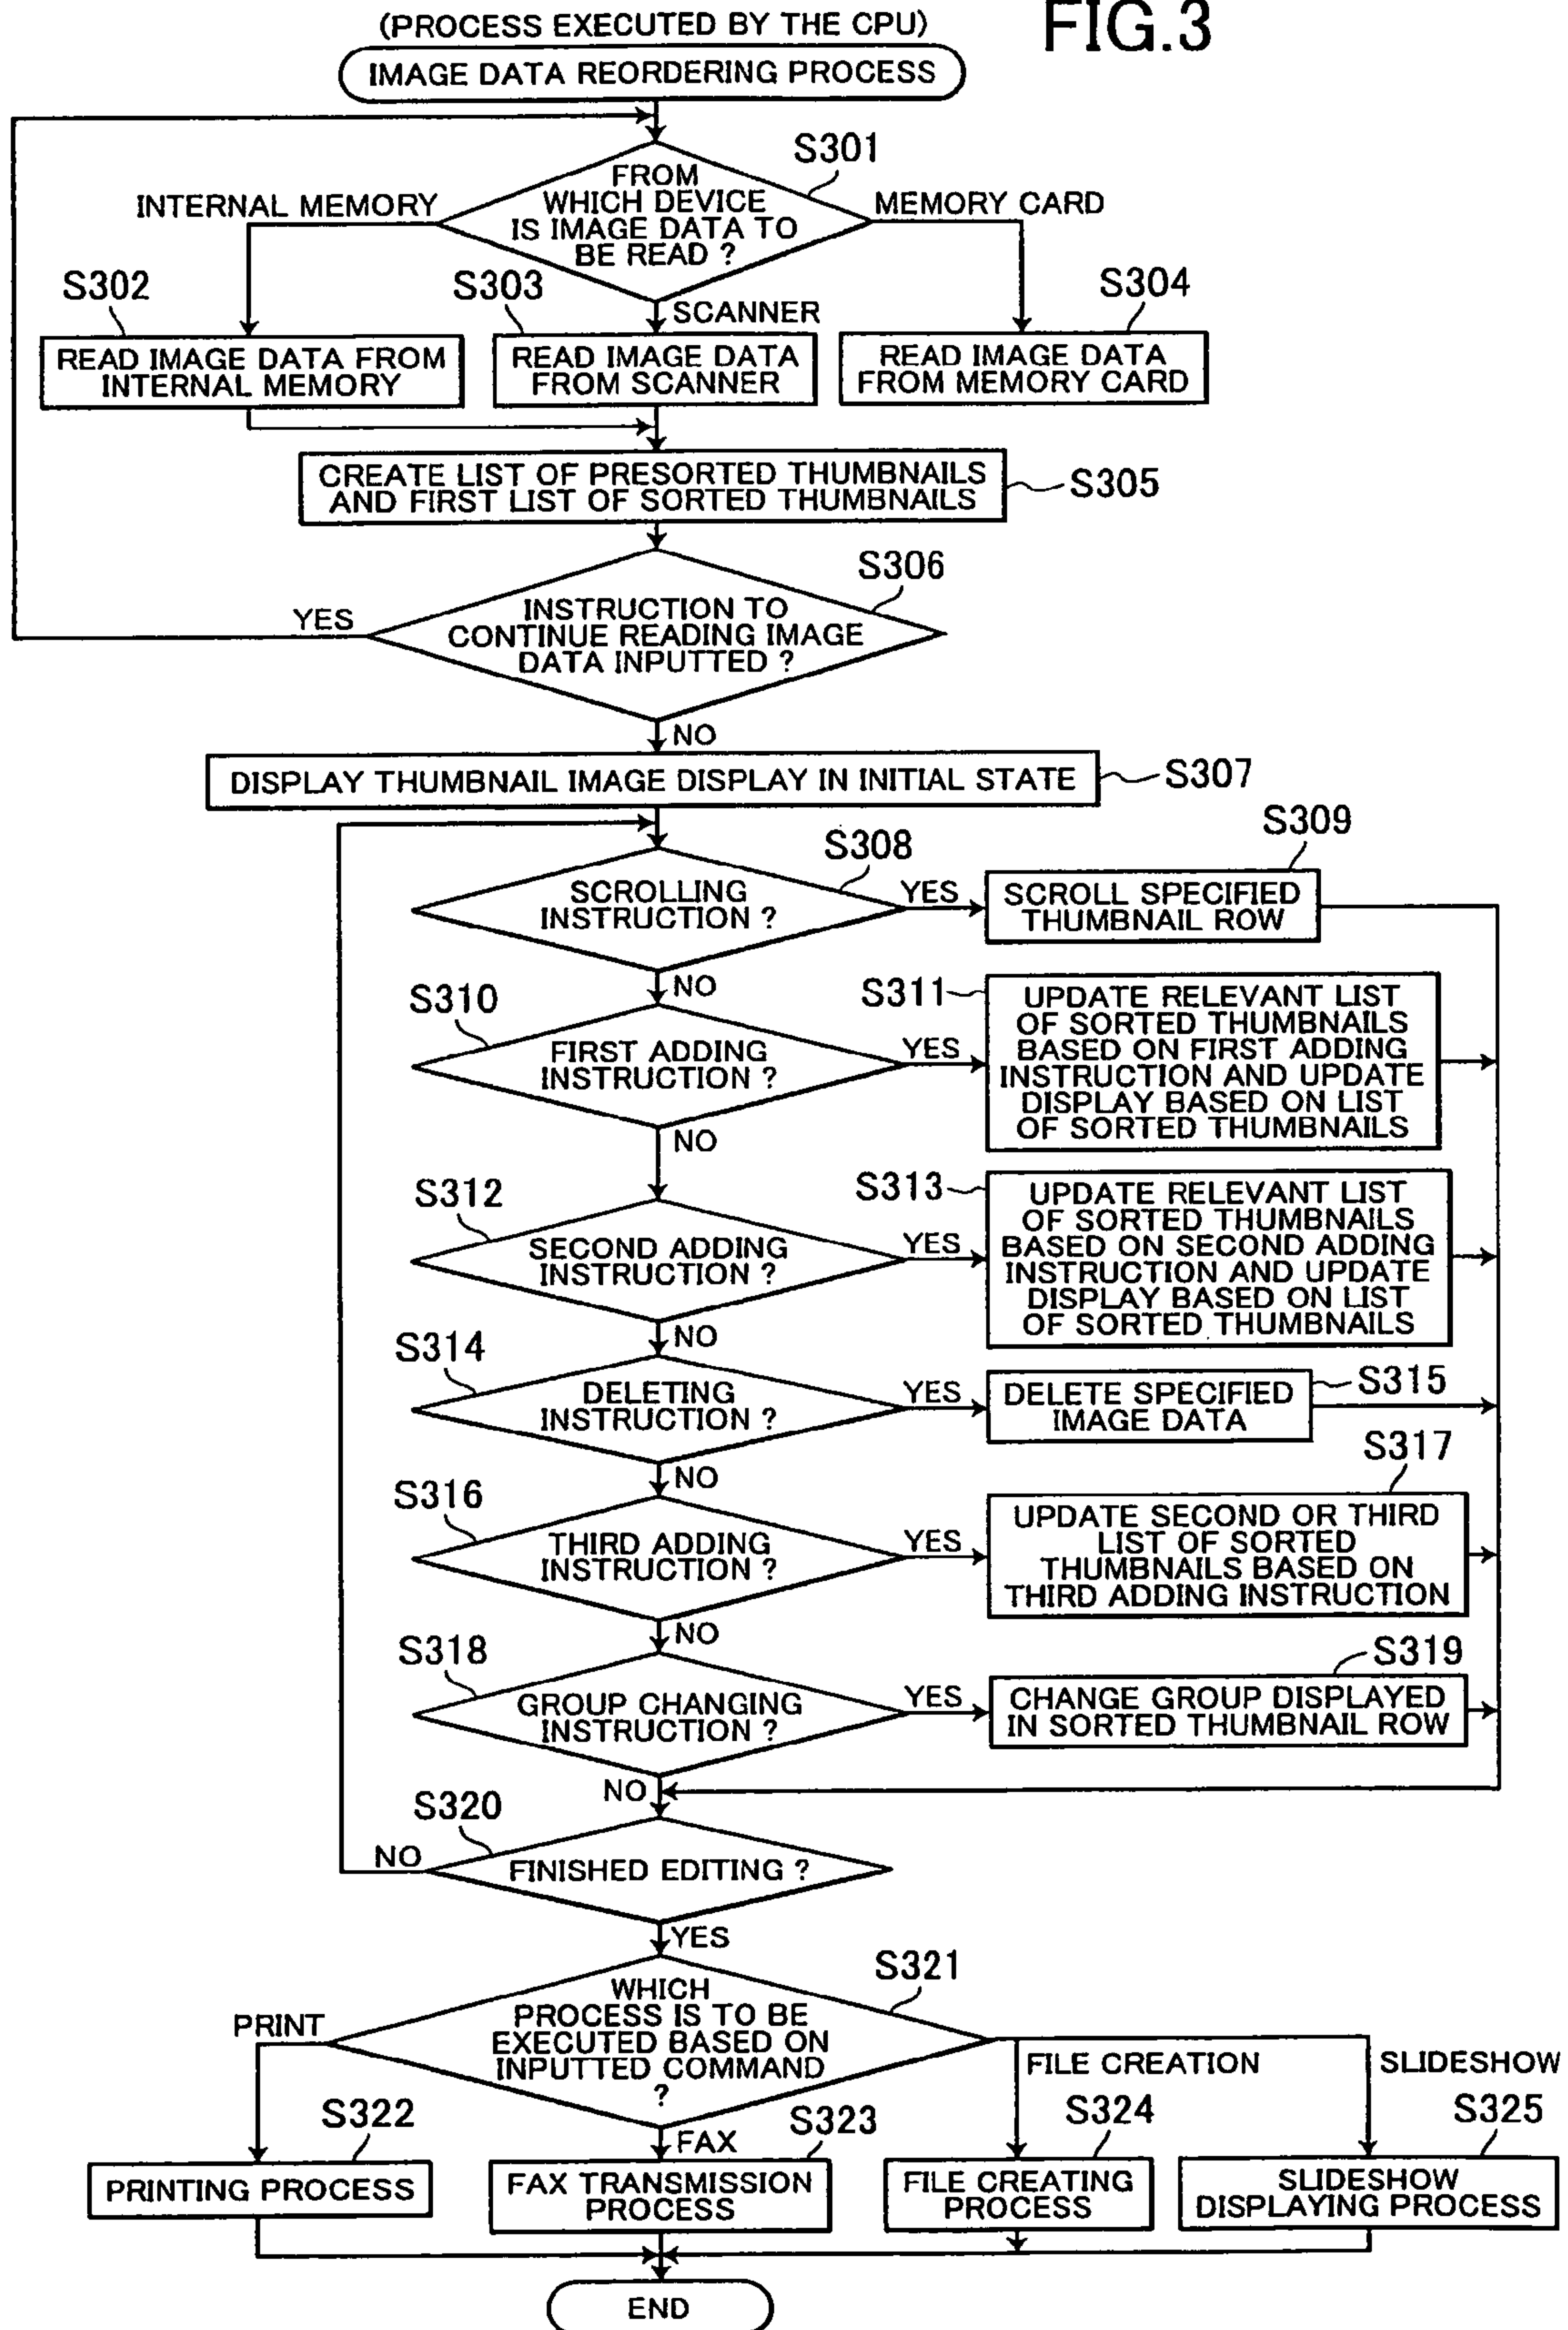 (PROCESS EXECUTED BY THE CPU)
FIG.3
IMAGE DATA REORDERING PROCESS
S301
FROM
WHICH DEVICE
IS IMAGE DATA TO
BE READ ?
INTERNAL MEMORY
MEMORY CARD
SCANNER
S302
READ IMAGE DATA FROM
INTERNAL MEMORY
S303
READ IMAGE DATA
FROM SCANNER
S304
READ IMAGE DATA
FROM MEMORY CARD
CREATE LIST OF PRESORTED THUMBNAILS
AND FIRST LIST OF SORTED THUMBNAILS
S305
S306
YES
INSTRUCTION TO
CONTINUE READING IMAGE
DATA INPUTTED ?
NO
DISPLAY THUMBNAIL IMAGE DISPLAY IN INITIAL STATE
S307
S308
SCROLLING
INSTRUCTION ?
YES
S309
SCROLL SPECIFIED
THUMBNAIL ROW
NO
S310
FIRST ADDING
INSTRUCTION ?
YES
S311
UPDATE RELEVANT LIST
OF SORTED THUMBNAILS
BASED ON FIRST ADDING
INSTRUCTION AND UPDATE
DISPLAY BASED ON LIST
OF SORTED THUMBNAILS
NO
S312
SECOND ADDING
INSTRUCTION ?
YES
S313
UPDATE RELEVANT LIST
OF SORTED THUMBNAILS
BASED ON SECOND ADDING
INSTRUCTION AND UPDATE
DISPLAY BASED ON LIST
OF SORTED THUMBNAILS
NO
S314
DELETING
INSTRUCTION ?
YES
DELETE SPECIFIED
IMAGE DATA
S315
NO
S316
THIRD ADDING
INSTRUCTION ?
YES
S317
UPDATE SECOND OR THIRD
LIST OF SORTED
THUMBNAILS BASED ON
THIRD ADDING INSTRUCTION
NO
S318
GROUP CHANGING
INSTRUCTION ?
YES
S319
CHANGE GROUP DISPLAYED
IN SORTED THUMBNAIL ROW
NO
S320
NO
FINISHED EDITING ?
YES
S321
WHICH
PROCESS IS TO BE
EXECUTED BASED ON
INPUTTED COMMAND
?
PRINT
FAX
FILE CREATION
SLIDESHOW
S322
PRINTING PROCESS
S323
FAX TRANSMISSION
PROCESS
S324
FILE CREATING
PROCESS
S325
SLIDESHOW
DISPLAYING PROCESS
END